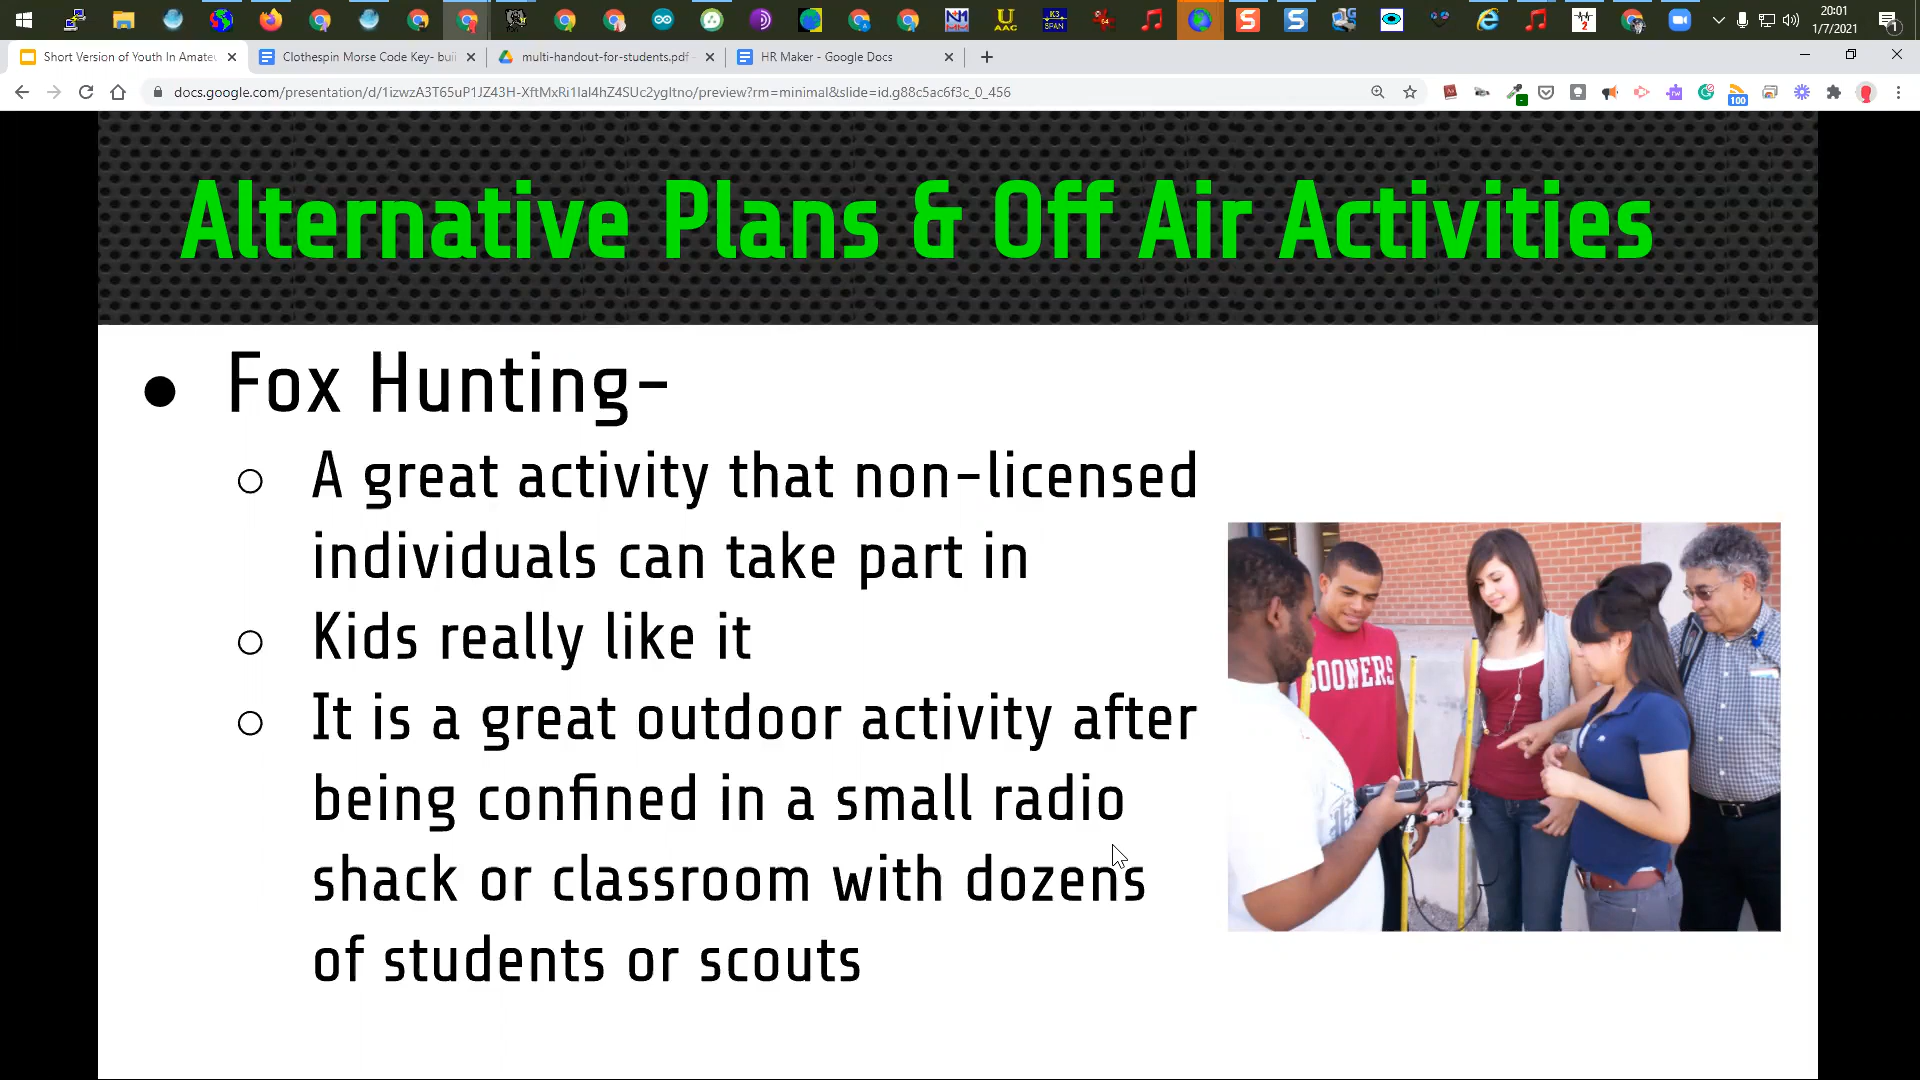 20:01
1/7/2021
Short Version of Youth In Amate
Clothespin Morse Code Key- bui
multi-handout-for-students.pdf -
HR Maker - Google Docs
docs.google.com/presentation/d/1izwzA3T65uP1JZ43H-XftMxRi1lal4hZ4SUc2ygltno/preview?rm=minimal&slide=id.g88c5ac6f3c_0_456
100
Alternative Plans & Off Air Activities
● Fox Hunting-
○ A great activity that non-licensed
individuals can take part in
○ Kids really like it
○ It is a great outdoor activity after
being confined in a small radio
shack or classroom with dozens
of students or scouts
SOONERS